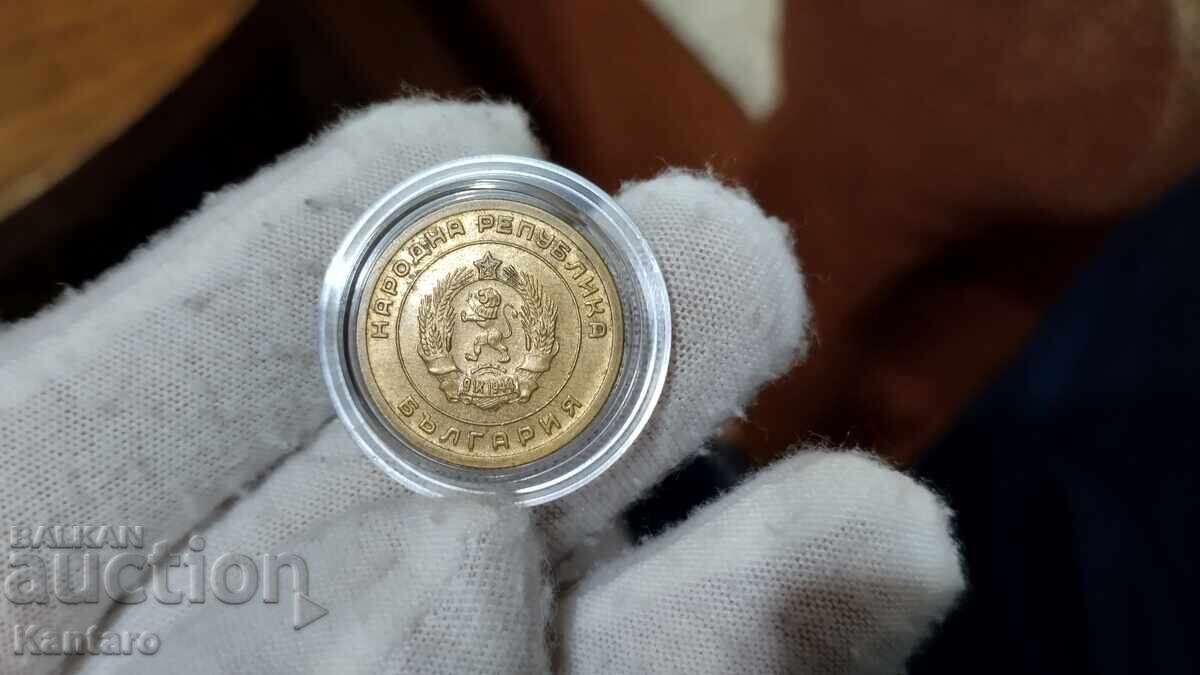 НАРОДНА РЕПУБЛИКА
9 IX 1944
БЪЛГАРИЯ
BALKAN
auction
Kantaro